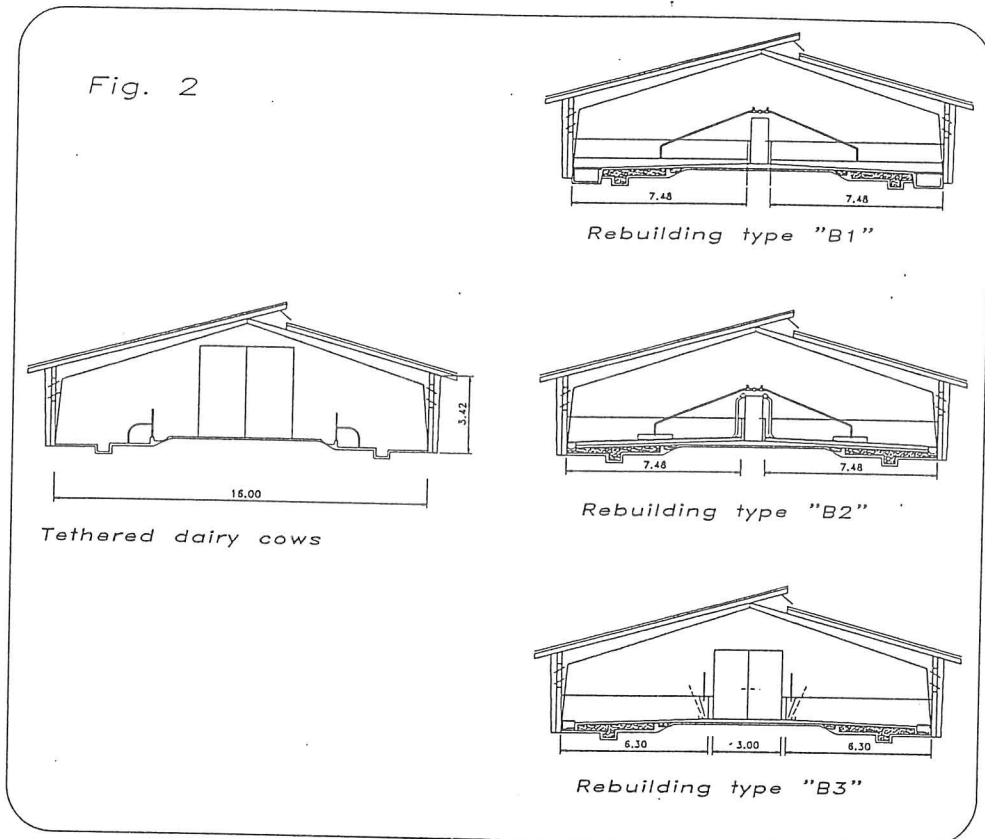 Fig. 2
7.48 7.48
Rebuilding type "B1"
3.42
16.00
Tethered dairy cows
7.48 7.48
Rebuilding type "B2"
6.30 3.00 6.30
Rebuilding type "B3"